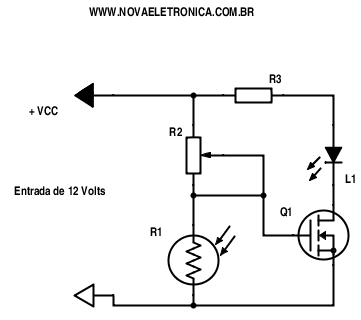 WWW.NOVAELETRONICA.COM.BR
R3
+ VCC
R2
L1
Entrada de 12 Volts
Q1
R1